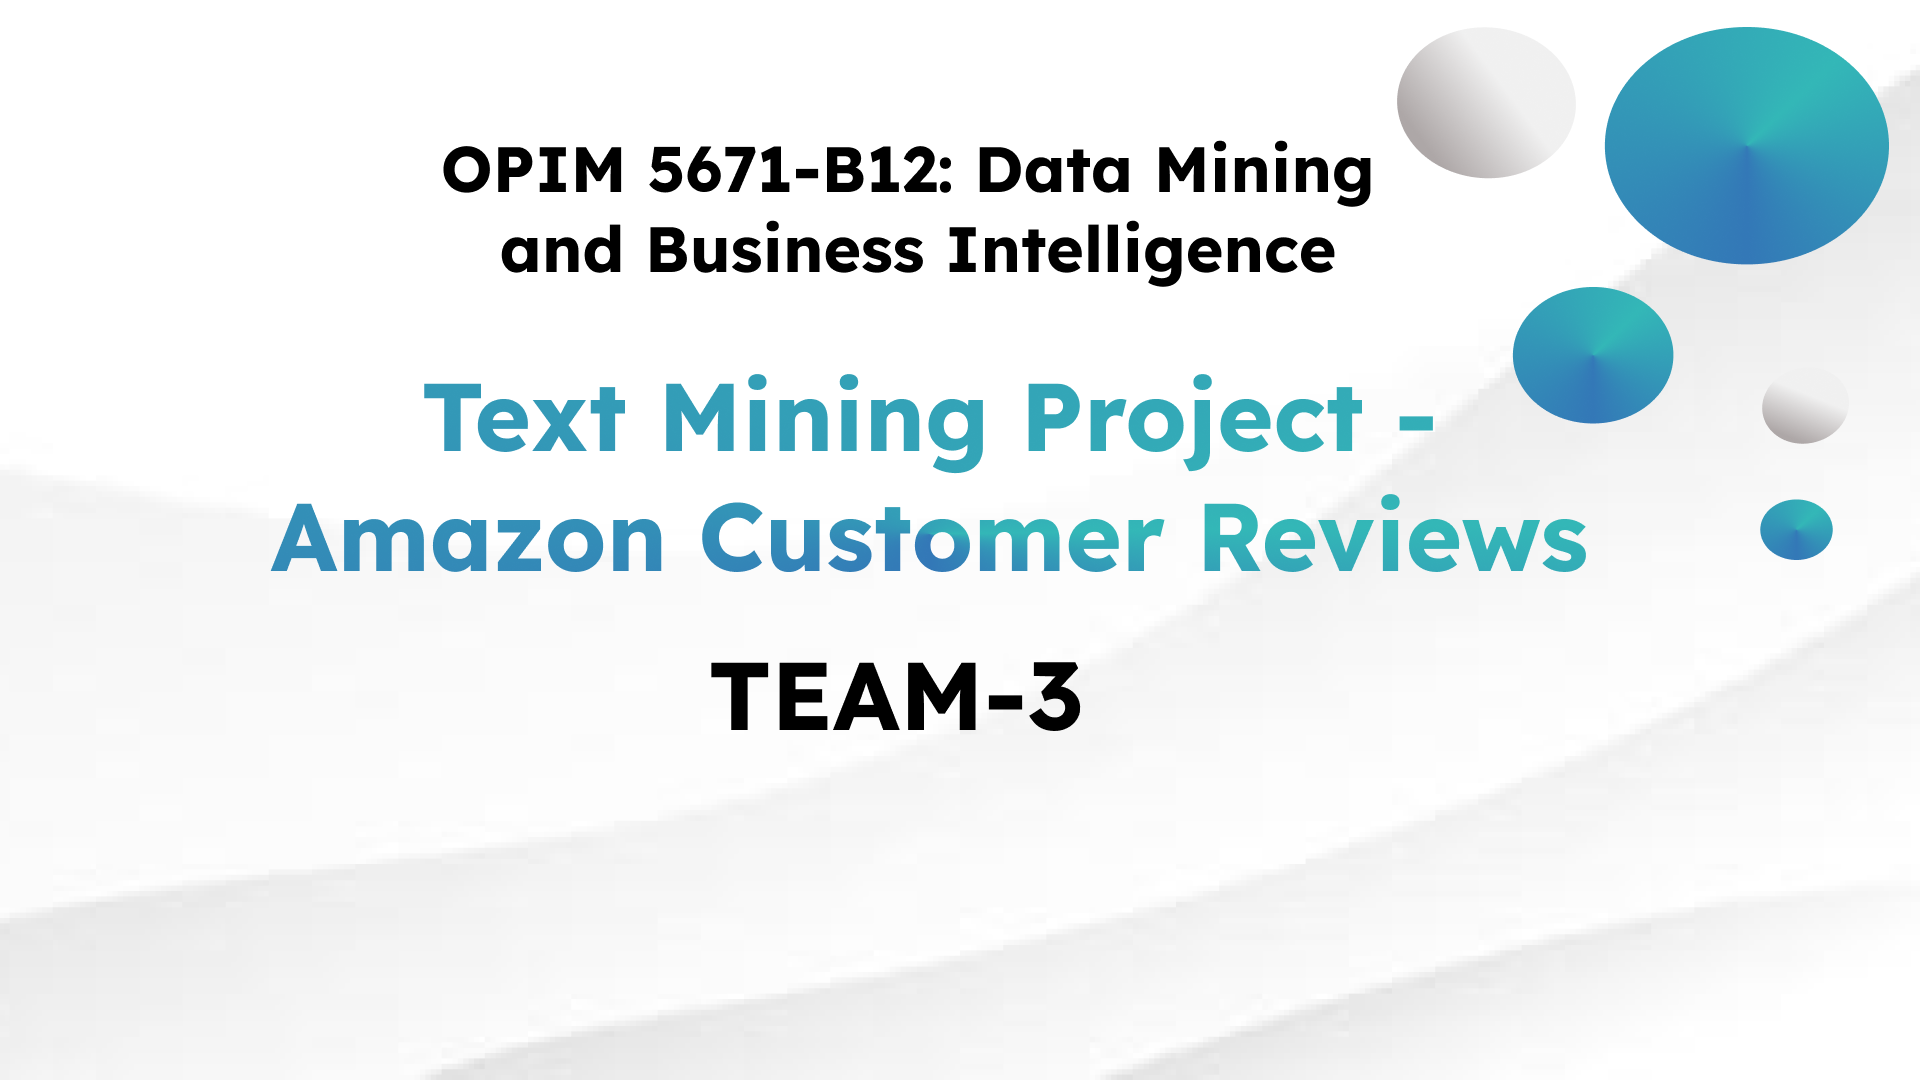 OPIM 5671-B12: Data Mining
and Business Intelligence
Text Mining Project -
Amazon Customer Reviews
TEAM-3